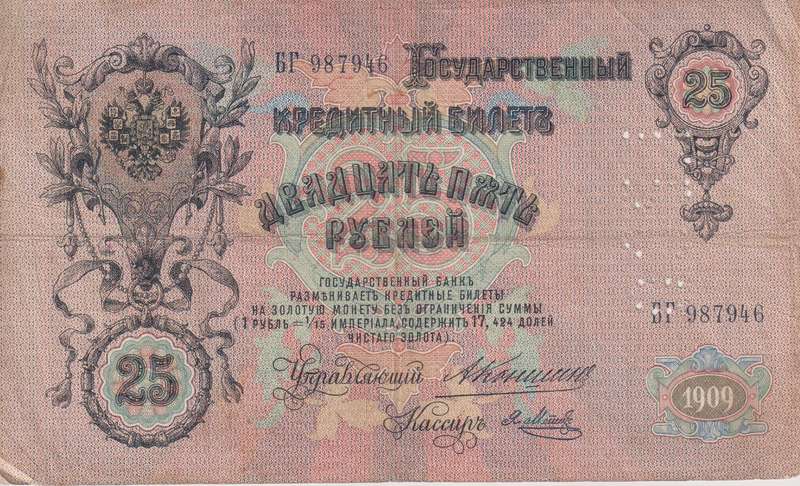 БГ 987946
Государственный
25
Кредитный Билетъ
Двадцать пять
рублей
25
Государственный Банкъ
размѣниваетъ кредитные билеты
на золотую монету безъ ограниченія суммы
(1 рубль = 1/15 имперіала, содержитъ 17,424 долей
чистаго золота).
БГ 987946
25
Управляющій
Кассиръ
1909